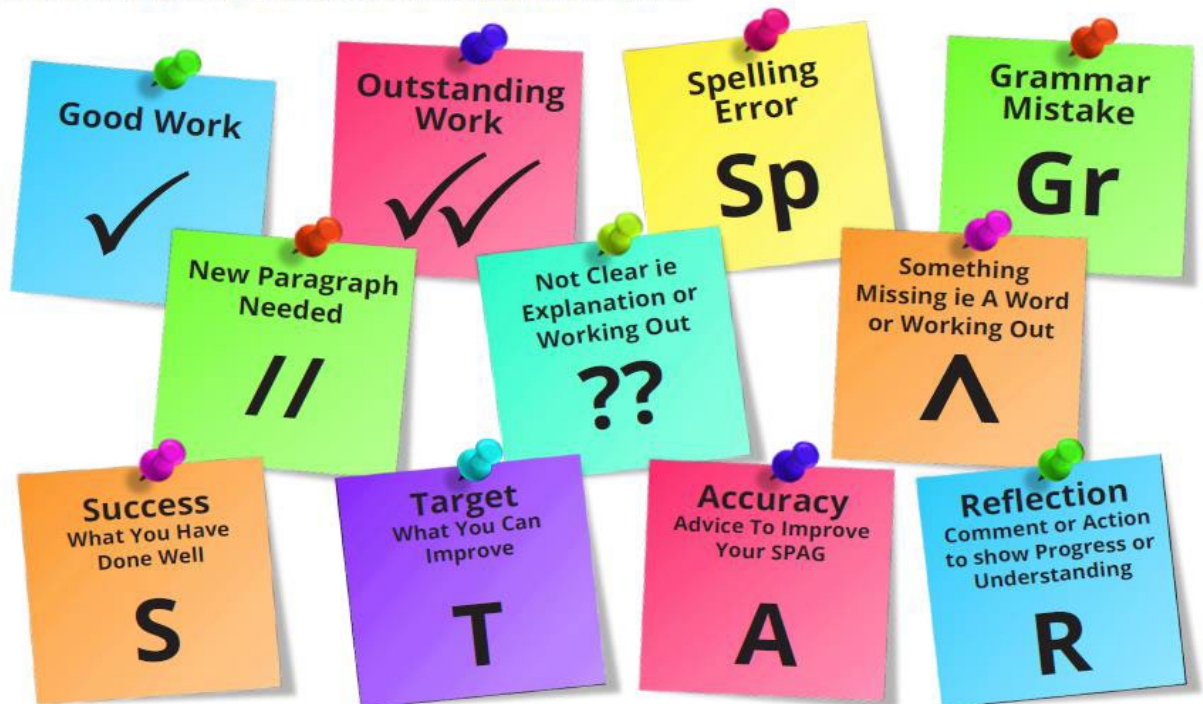 Good Work
✓
Outstanding
Work
✓✓
Spelling
Error
Sp
Grammar
Mistake
Gr
New Paragraph
Needed
//
Not Clear ie
Explanation or
Working Out
??
Something
Missing ie A Word
or Working Out
^
Success
What You Have
Done Well
S
Target
What You Can
Improve
T
Accuracy
Advice To Improve
Your SPAG
A
Reflection
Comment or Action
to show Progress or
Understanding
R